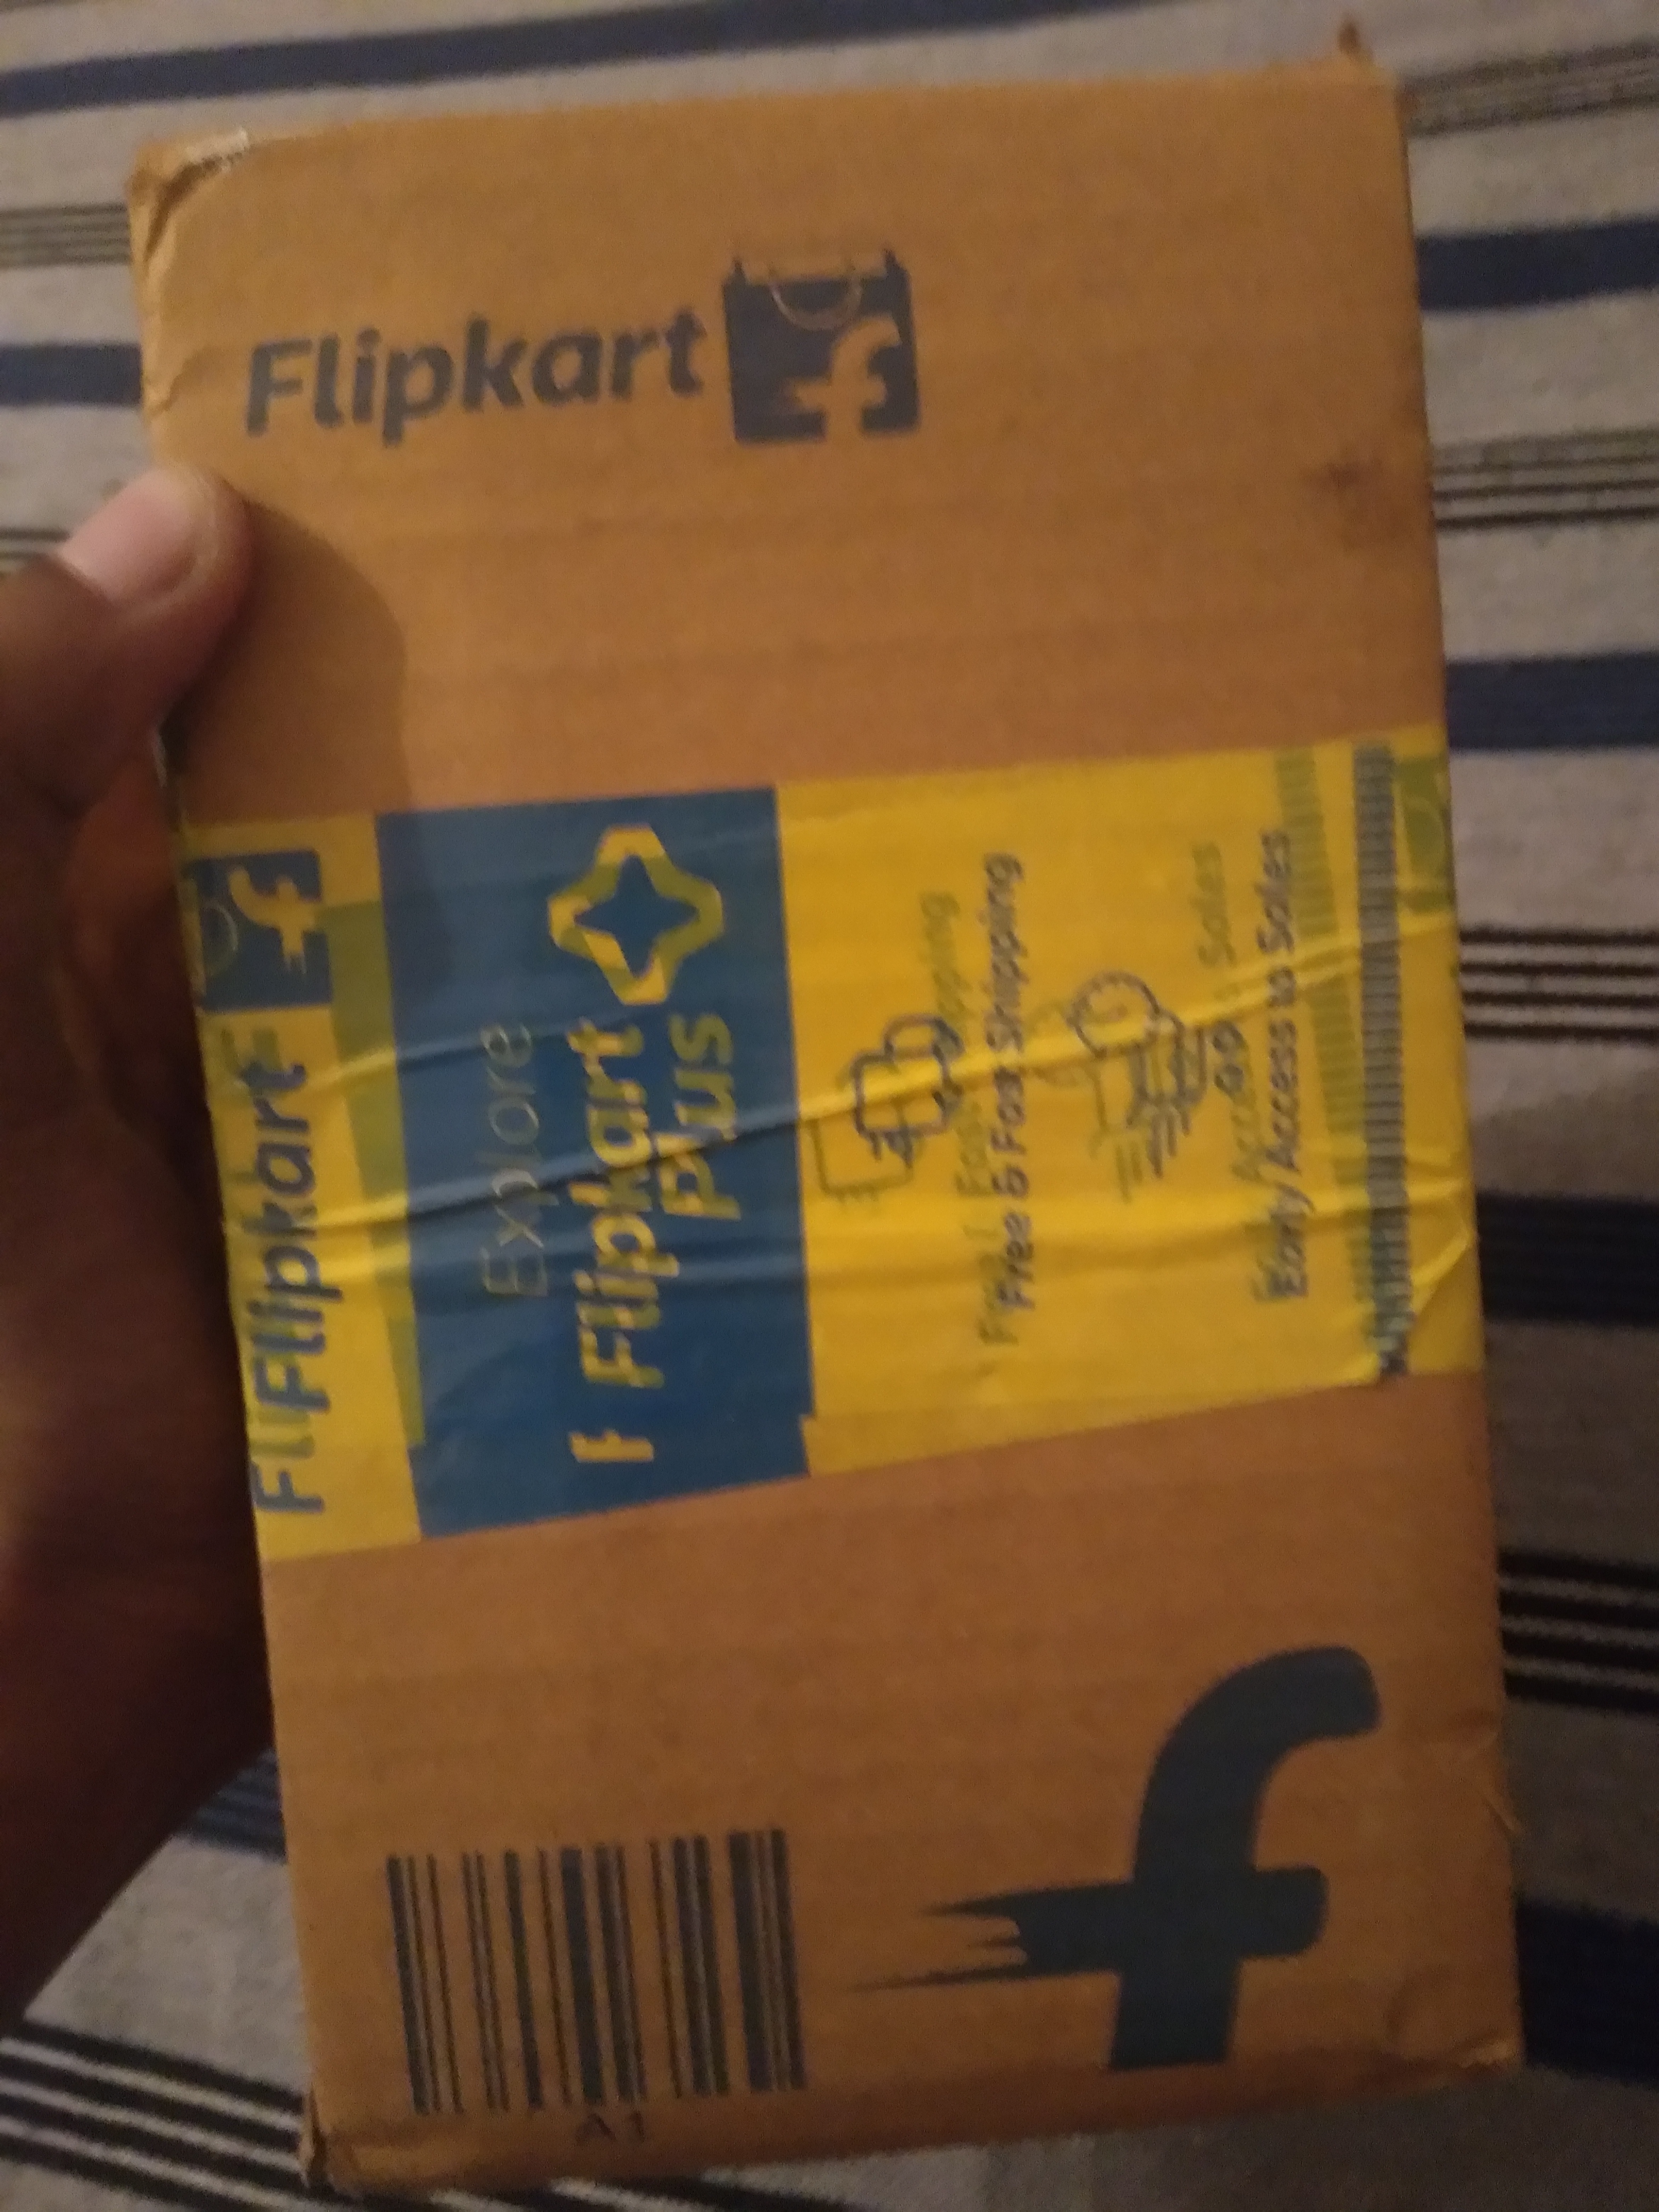 Flipkart
Flipkart
Explore
Flipkart
Plus
Free & Fast Shipping
Early Access to Sales
A1